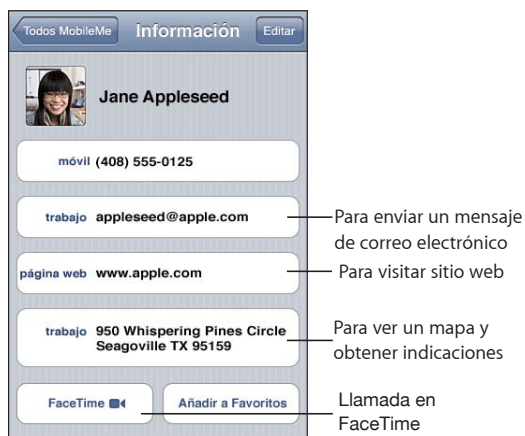 Todos MobileMe Información Editar
Jane Appleseed
móvil (408) 555-0125
trabajo appleseed@apple.com
Para enviar un mensaje
de correo electrónico
página web www.apple.com
Para visitar sitio web
trabajo 950 Whispering Pines Circle
Seagoville TX 95159
Para ver un mapa y
obtener indicaciones
FaceTime Añadir a Favoritos
Llamada en
FaceTime